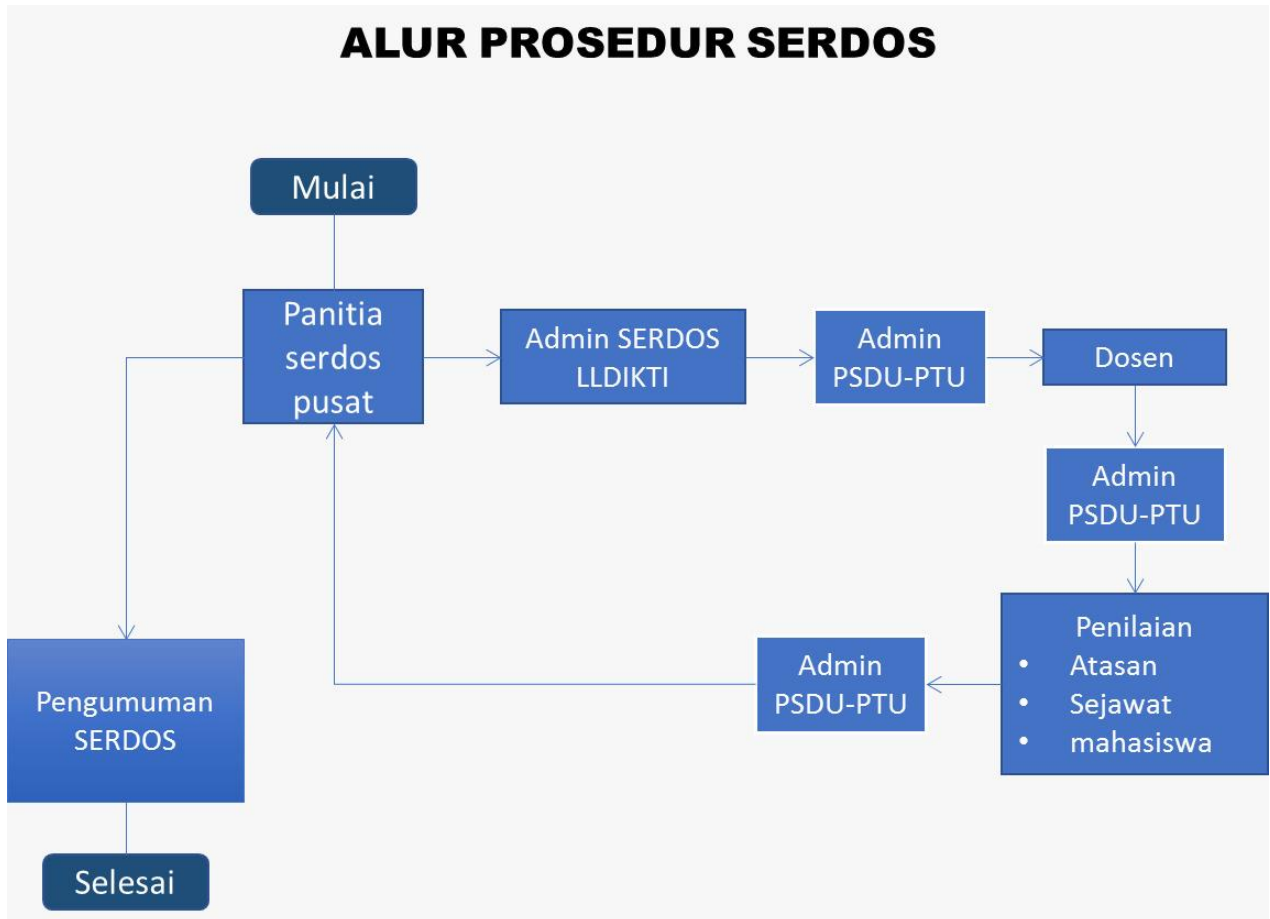 ALUR PROSEDUR SERDOS
Mulai
Panitia
serdos
pusat
Admin SERDOS
LLDIKTI
Admin
PSDU-PTU
Dosen
Admin
PSDU-PTU
Penilaian
• Atasan
• Sejawat
• mahasiswa
Admin
PSDU-PTU
Pengumuman
SERDOS
Selesai